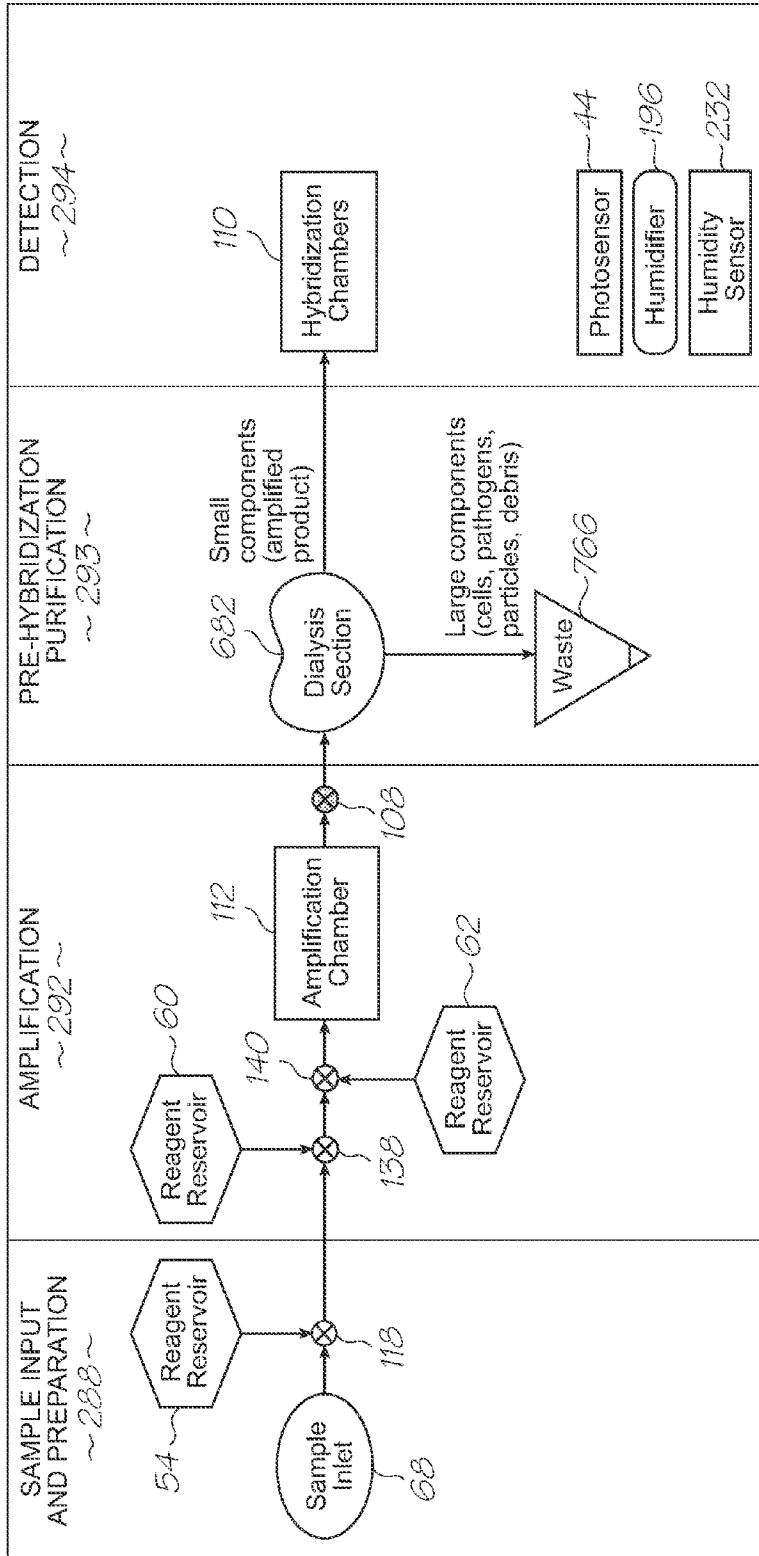 SAMPLE INPUT
AND PREPARATION
~288~
54
Reagent
Reservoir
Sample
Inlet
68
118
AMPLIFICATION
~292~
60
Reagent
Reservoir
138
140
Reagent
Reservoir
62
112
Amplification
Chamber
108
PRE-HYBRIDIZATION
PURIFICATION
~293~
682
Dialysis
Section
Small
components
(amplified
product)
Large components
(cells, pathogens,
particles, debris)
Waste
766
DETECTION
~294~
110
Hybridization
Chambers
Photosensor
44
Humidifier
196
Humidity
Sensor
232